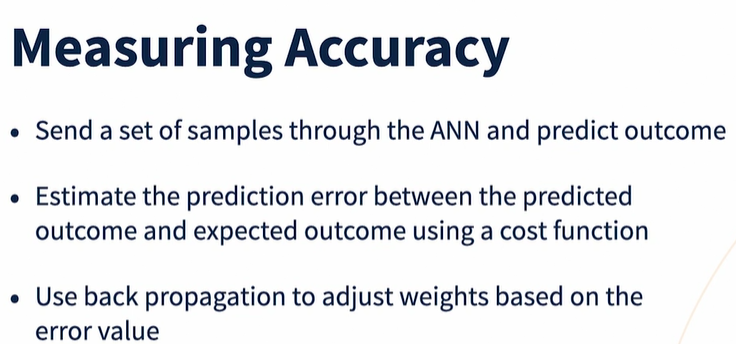 Measuring Accuracy
• Send a set of samples through the ANN and predict outcome
• Estimate the prediction error between the predicted
outcome and expected outcome using a cost function
• Use back propagation to adjust weights based on the
error value